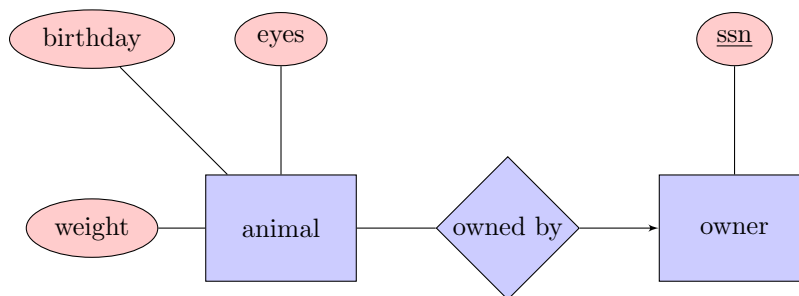 birthday
eyes
ssn
weight
animal
owned by
owner